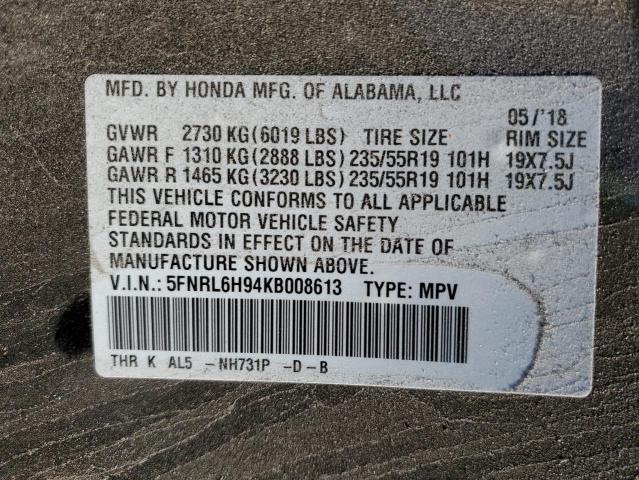 MFD. BY HONDA MFG. OF ALABAMA, LLC
05/'18
GVWR 2730 KG(6019 LBS) TIRE SIZE RIM SIZE
GAWR F 1310 KG(2888 LBS) 235/55R19 101H 19X7.5J
GAWR R 1465 KG(3230 LBS) 235/55R19 101H 19X7.5J
THIS VEHICLE CONFORMS TO ALL APPLICABLE
FEDERAL MOTOR VEHICLE SAFETY
STANDARDS IN EFFECT ON THE DATE OF
MANUFACTURE SHOWN ABOVE.
V.I.N.: 5FNRL6H94KB008613 TYPE: MPV
THR K AL5 -NH731P -D-B